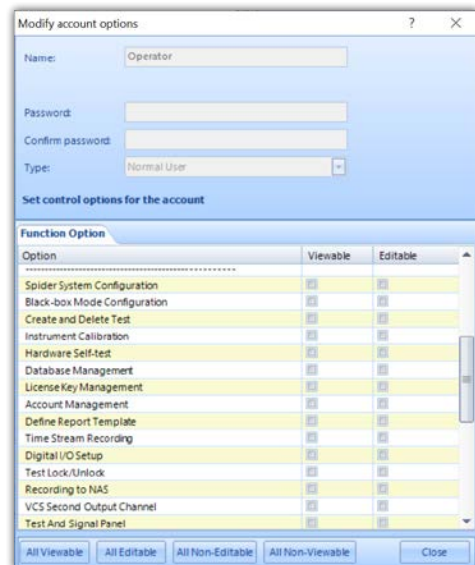 Modify account options ? ×
Name: Operator
Password:
Confirm password:
Type: Normal User
Set control options for the account
Function Option
Option Viewable Editable
--------------------------------------------------------
Spider System Configuration
Black-box Mode Configuration
Create and Delete Test
Instrument Calibration
Hardware Self-test
Database Management
License Key Management
Account Management
Define Report Template
Time Stream Recording
Digital I/O Setup
Test Lock/Unlock
Recording to NAS
VCS Second Output Channel
Test And Signal Panel
All Viewable All Editable All Non-Editable All Non-Viewable Close